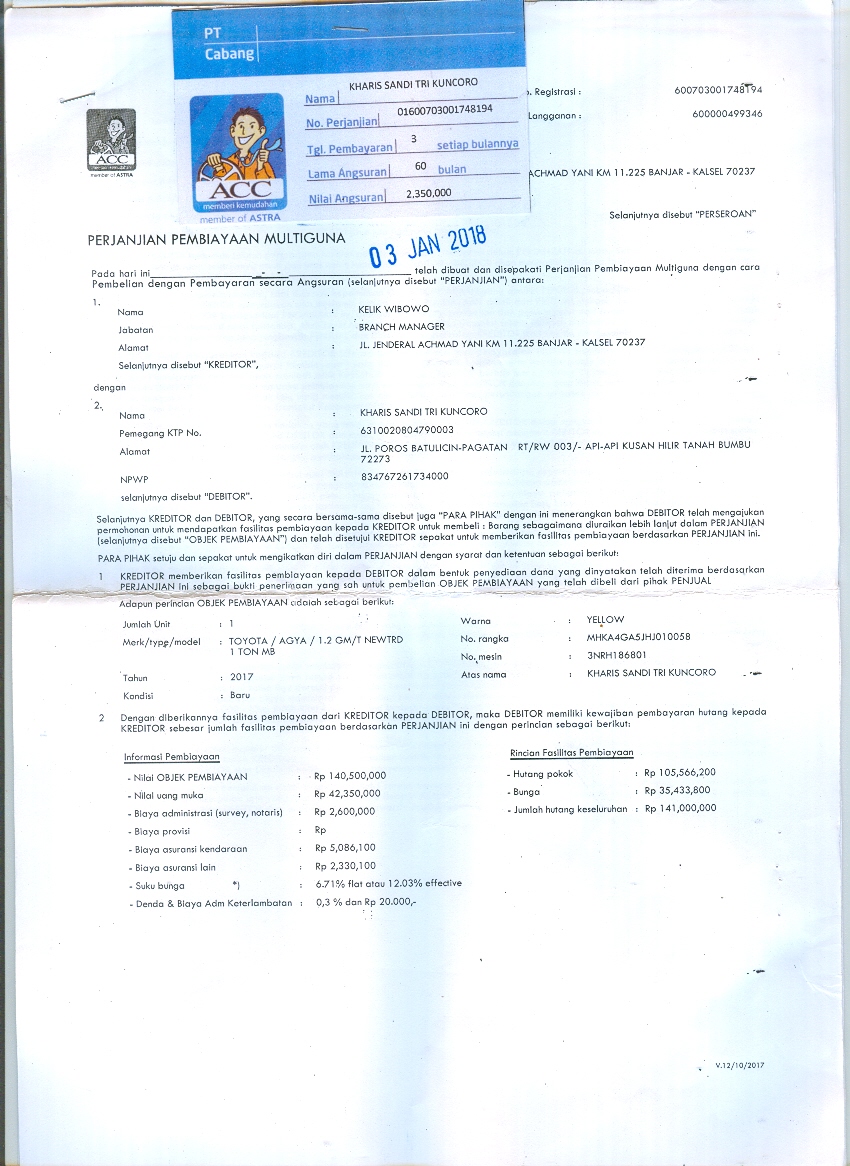 PT
Cabang
Nama KHARIS SANDI TRI KUNCORO
No. Perjanjian 01600703001748194
Tgl. Pembayaran 3 setiap bulannya
Lama Angsuran 60 bulan
Nilai Angsuran 2,350,000
ACC
memberi kemudahan
member of ASTRA
ACC
member of ASTRA
. Registrasi : 600703001748194
langganan : 600000499346
ACHMAD YANI KM 11.225 BANJAR - KALSEL 70237
Selanjutnya disebut "PERSEROAN"
PERJANJIAN PEMBIAYAAN MULTIGUNA
03 JAN 2018
Pada hari ini - - telah dibuat dan disepakati Perjanjian Pembiayaan Multiguna dengan cara
Pembelian dengan Pembayaran secara Angsuran (selanjutnya disebut "PERJANJIAN") antara:
1.
Nama : KELIK WIBOWO
Jabatan : BRANCH MANAGER
Alamat : JL. JENDERAL ACHMAD YANI KM 11.225 BANJAR - KALSEL 70237
Selanjutnya disebut "KREDITOR",
dengan
2.
Nama : KHARIS SANDI TRI KUNCORO
Pemegang KTP No. : 6310020804790003
Alamat : JL. POROS BATULICIN-PAGATAN RT/RW 003/- API-API KUSAN HILIR TANAH BUMBU
72273
NPWP : 834767261734000
selanjutnya disebut "DEBITOR".
Selanjutnya KREDITOR dan DEBITOR, yang secara bersama-sama disebut juga "PARA PIHAK" dengan ini menerangkan bahwa DEBITOR telah mengajukan
permohonan untuk mendapatkan fasilitas pembiayaan kepada KREDITOR untuk membeli : Barang sebagaimana diuraikan lebih lanjut dalam PERJANJIAN
(selanjutnya disebut "OBJEK PEMBIAYAAN") dan telah disetujui KREDITOR sepakat untuk memberikan fasilitas pembiayaan berdasarkan PERJANJIAN ini.
PARA PIHAK setuju dan sepakat untuk mengikatkan diri dalam PERJANJIAN dengan syarat dan ketentuan sebagai berikut:
1 KREDITOR memberikan fasilitas pembiayaan kepada DEBITOR dalam bentuk penyediaan dana yang dinyatakan telah diterima berdasarkan
PERJANJIAN ini sebagai bukti penerimaan yang sah untuk pembelian OBJEK PEMBIAYAAN yang telah dibeli dari pihak PENJUAL
Adapun perincian OBJEK PEMBIAYAAN adalah sebagai berikut:
Jumlah Unit : 1
Merk/type/model : TOYOTA / AGYA / 1.2 GM/T NEWTRD
1 TON MB
Tahun : 2017
Kondisi : Baru
Warna : YELLOW
No. rangka : MHKA4GA5JHJ010058
No. mesin : 3NRH186801
Atas nama : KHARIS SANDI TRI KUNCORO
2 Dengan diberikannya fasilitas pembiayaan dari KREDITOR kepada DEBITOR, maka DEBITOR memiliki kewajiban pembayaran hutang kepada
KREDITOR sebesar jumlah fasilitas pembiayaan berdasarkan PERJANJIAN ini dengan perincian sebagai berikut:
Informasi Pembiayaan
- Nilai OBJEK PEMBIAYAAN : Rp 140,500,000
- Nilai uang muka : Rp 42,350,000
- Biaya administrasi (survey, notaris) : Rp 2,600,000
- Biaya provisi : Rp
- Biaya asuransi kendaraan : Rp 5,086,100
- Biaya asuransi lain : Rp 2,330,100
- Suku bunga *) : 6.71% flat atau 12.03% effective
- Denda & Biaya Adm Keterlambatan : 0,3 % dan Rp 20.000,-
Rincian Fasilitas Pembiayaan
- Hutang pokok : Rp 105,566,200
- Bunga : Rp 35,433,800
- Jumlah hutang keseluruhan : Rp 141,000,000
V.12/10/2017